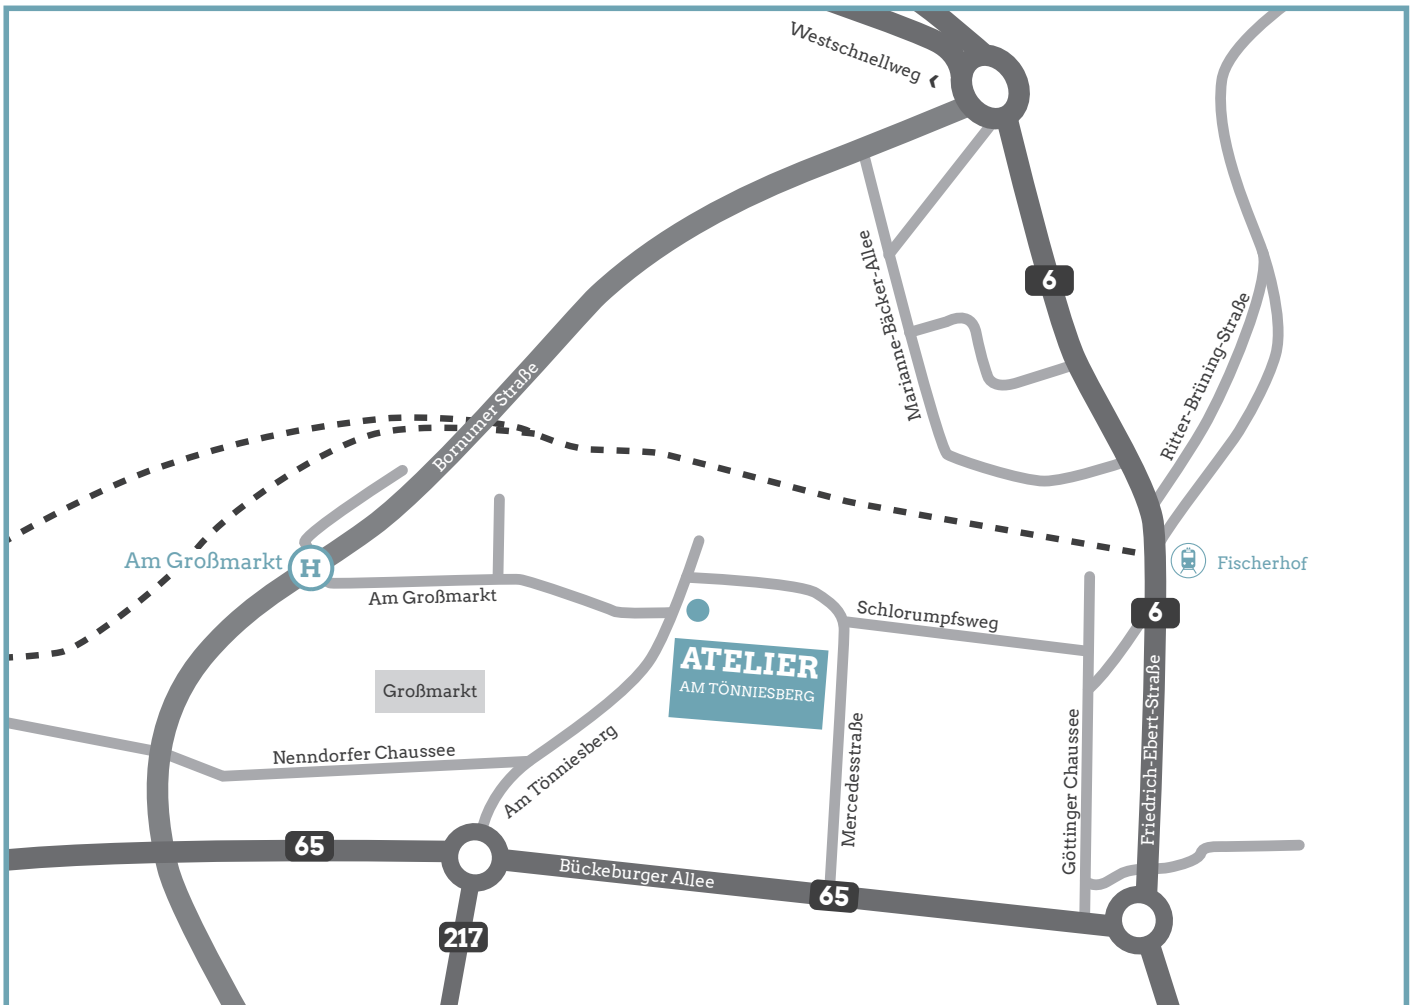 Westschnellweg
6
Marianne-Bäcker-Allee
Ritter-Brüning-Straße
Bornumer Straße
Am Großmarkt
H
Fischerhof
Am Großmarkt
Schlorumpfsweg
6
ATELIER
AM TÖNNIESBERG
Großmarkt
Nenndorfer Chaussee
Am Tönniesberg
Mercedesstraße
Göttinger Chaussee
Friedrich-Ebert-Straße
65
Bückeburger Allee
65
217